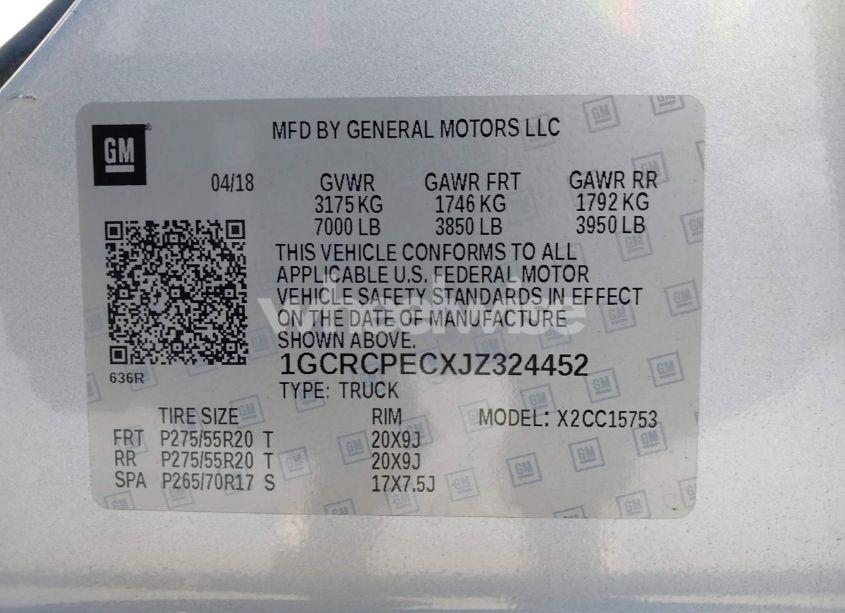 GM
MFD BY GENERAL MOTORS LLC
04/18 GVWR GAWR FRT GAWR RR
3175 KG 1746 KG 1792 KG
7000 LB 3850 LB 3950 LB
THIS VEHICLE CONFORMS TO ALL
APPLICABLE U.S. FEDERAL MOTOR
VEHICLE SAFETY STANDARDS IN EFFECT
ON THE DATE OF MANUFACTURE
SHOWN ABOVE.
636R
1GCRCPECXJZ324452
TYPE: TRUCK
TIRE SIZE RIM MODEL: X2CC15753
FRT P275/55R20 T 20X9J
RR P275/55R20 T 20X9J
SPA P265/70R17 S 17X7.5J